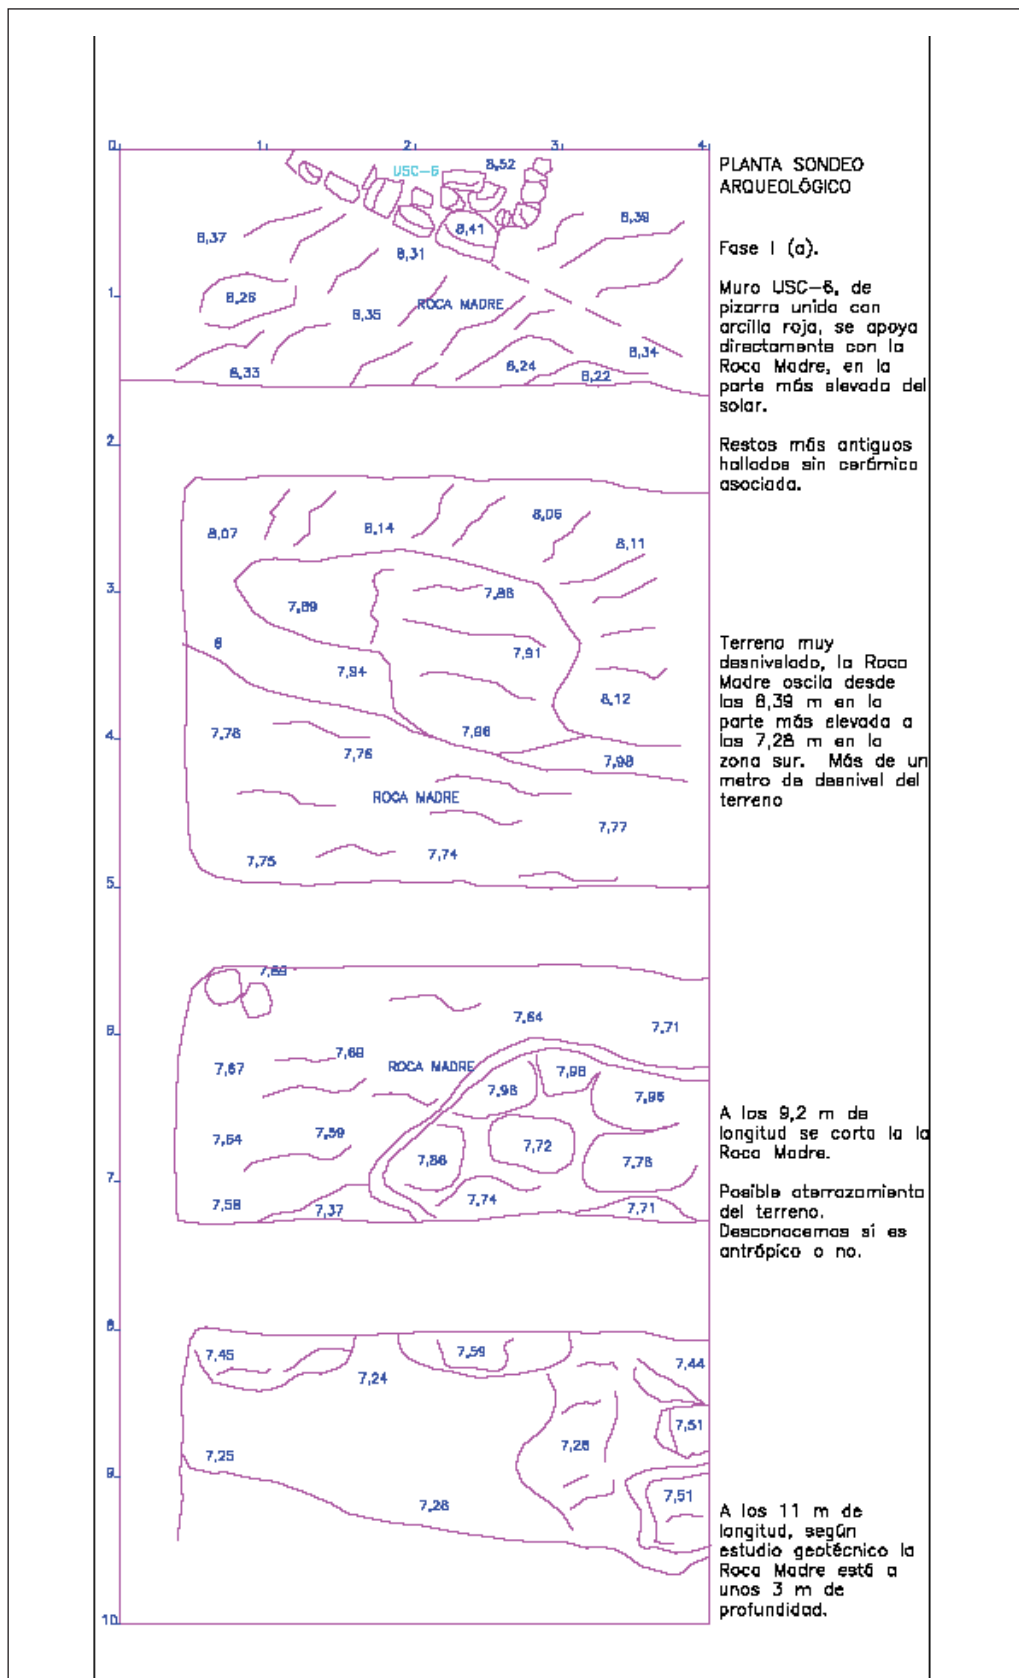 0 1 2 3 4
USC-6 8,52
PLANTA SONDEO
ARQUEOLÓGICO
8,37 8,31 8,41 8,39
Fase I (a).
1 8,26 8,35 ROCA MADRE
8,33 8,24 8,22 8,34
Muro USC-6, de
pizarra unida con
arcilla roja, se apoya
directamente con la
Roca Madre, en la
parte más elevada del
solar.
2
Restos más antiguos
hallados sin cerámica
asociada.
8,07 8,14 8,06 8,11
3 7,89 7,88
8 7,94 7,91 8,12
4 7,78 7,76 7,96 7,98
ROCA MADRE
7,77
7,75 7,74
5
Terreno muy
desnivelado, la Roca
Madre oscila desde
los 8,39 m en la
parte más elevada a
los 7,28 m en la
zona sur. Más de un
metro de desnivel del
terreno
7,64 7,71
6 7,67 7,69 ROCA MADRE
7,98 7,98 7,95
7,64 7,59 7,86 7,72 7,78
7 7,58 7,37 7,74 7,71
A los 9,2 m de
longitud se corta la la
Roca Madre.
Posible aterrazamiento
del terreno.
Desconocemos si es
antrópico o no.
8 7,45 7,24 7,59 7,44
7,51
7,25 7,28
9 7,28 7,51
A los 11 m de
longitud, según
estudio geotécnico la
Roca Madre está a
unos 3 m de
profundidad.
10